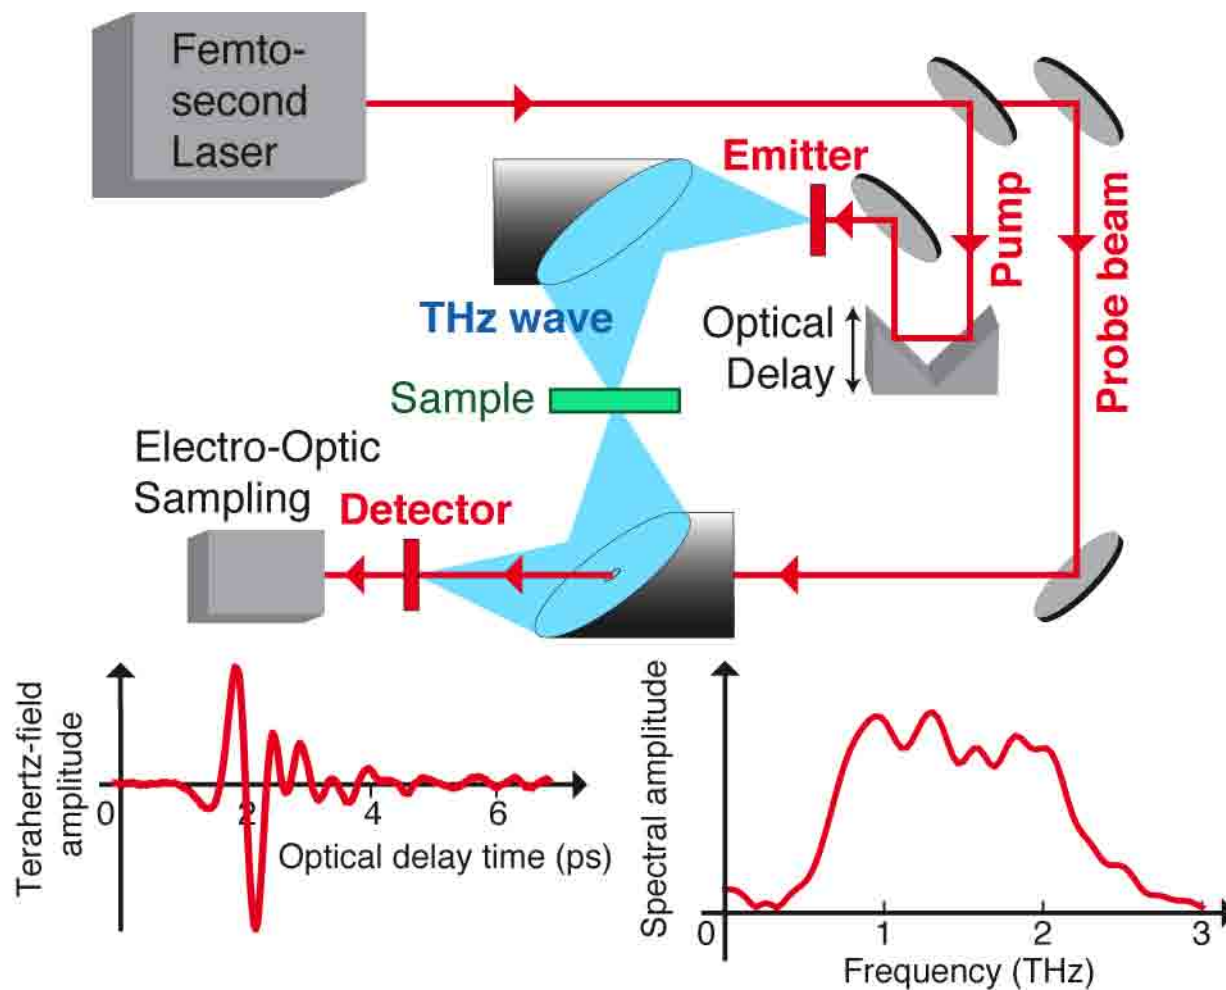 Femto-
second
Laser
Emitter
Pump
Probe beam
THz wave
Optical
Delay
Sample
Electro-Optic
Sampling
Detector
Terahertz-field
amplitude
0
2
4
6
Optical delay time (ps)
Spectral amplitude
0
1
2
3
Frequency (THz)